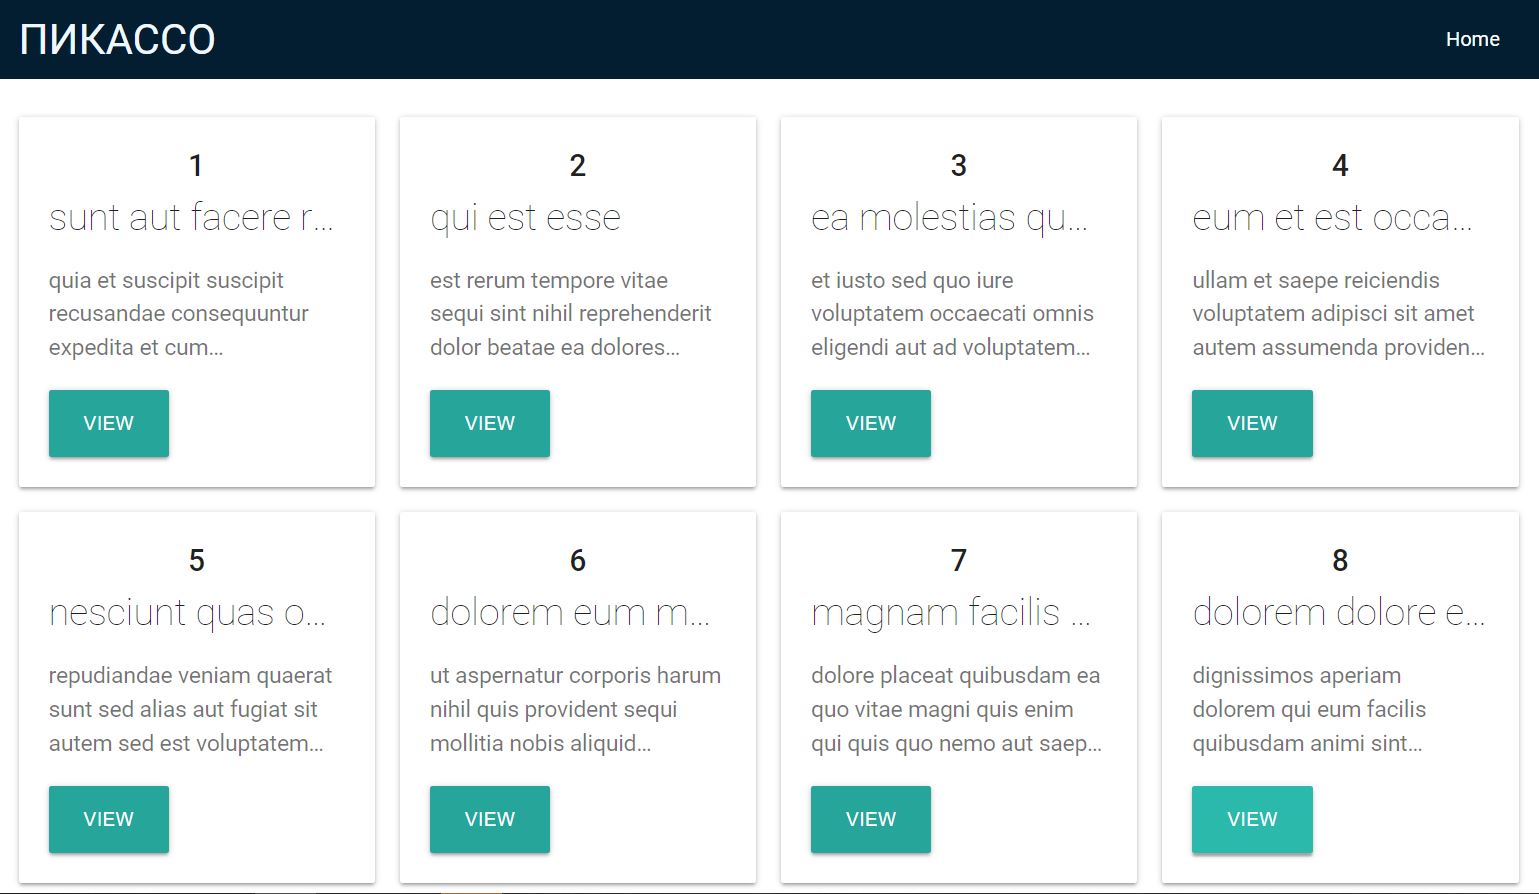 ПИКАССО
Home
1
sunt aut facere r...
quia et suscipit suscipit
recusandae consequuntur
expedita et cum...
VIEW
2
qui est esse
est rerum tempore vitae
sequi sint nihil reprehenderit
dolor beatae ea dolores...
VIEW
3
ea molestias qu...
et iusto sed quo iure
voluptatem occaecati omnis
eligendi aut ad voluptatem...
VIEW
4
eum et est occa...
ullam et saepe reiciendis
voluptatem adipisci sit amet
autem assumenda providen...
VIEW
5
nesciunt quas o...
repudiandae veniam quaerat
sunt sed alias aut fugiat sit
autem sed est voluptatem...
VIEW
6
dolorem eum m...
ut aspernatur corporis harum
nihil quis provident sequi
mollitia nobis aliquid...
VIEW
7
magnam facilis ...
dolore placeat quibusdam ea
quo vitae magni quis enim
qui quis quo nemo aut saep...
VIEW
8
dolorem dolore e...
dignissimos aperiam
dolorem qui eum facilis
quibusdam animi sint...
VIEW